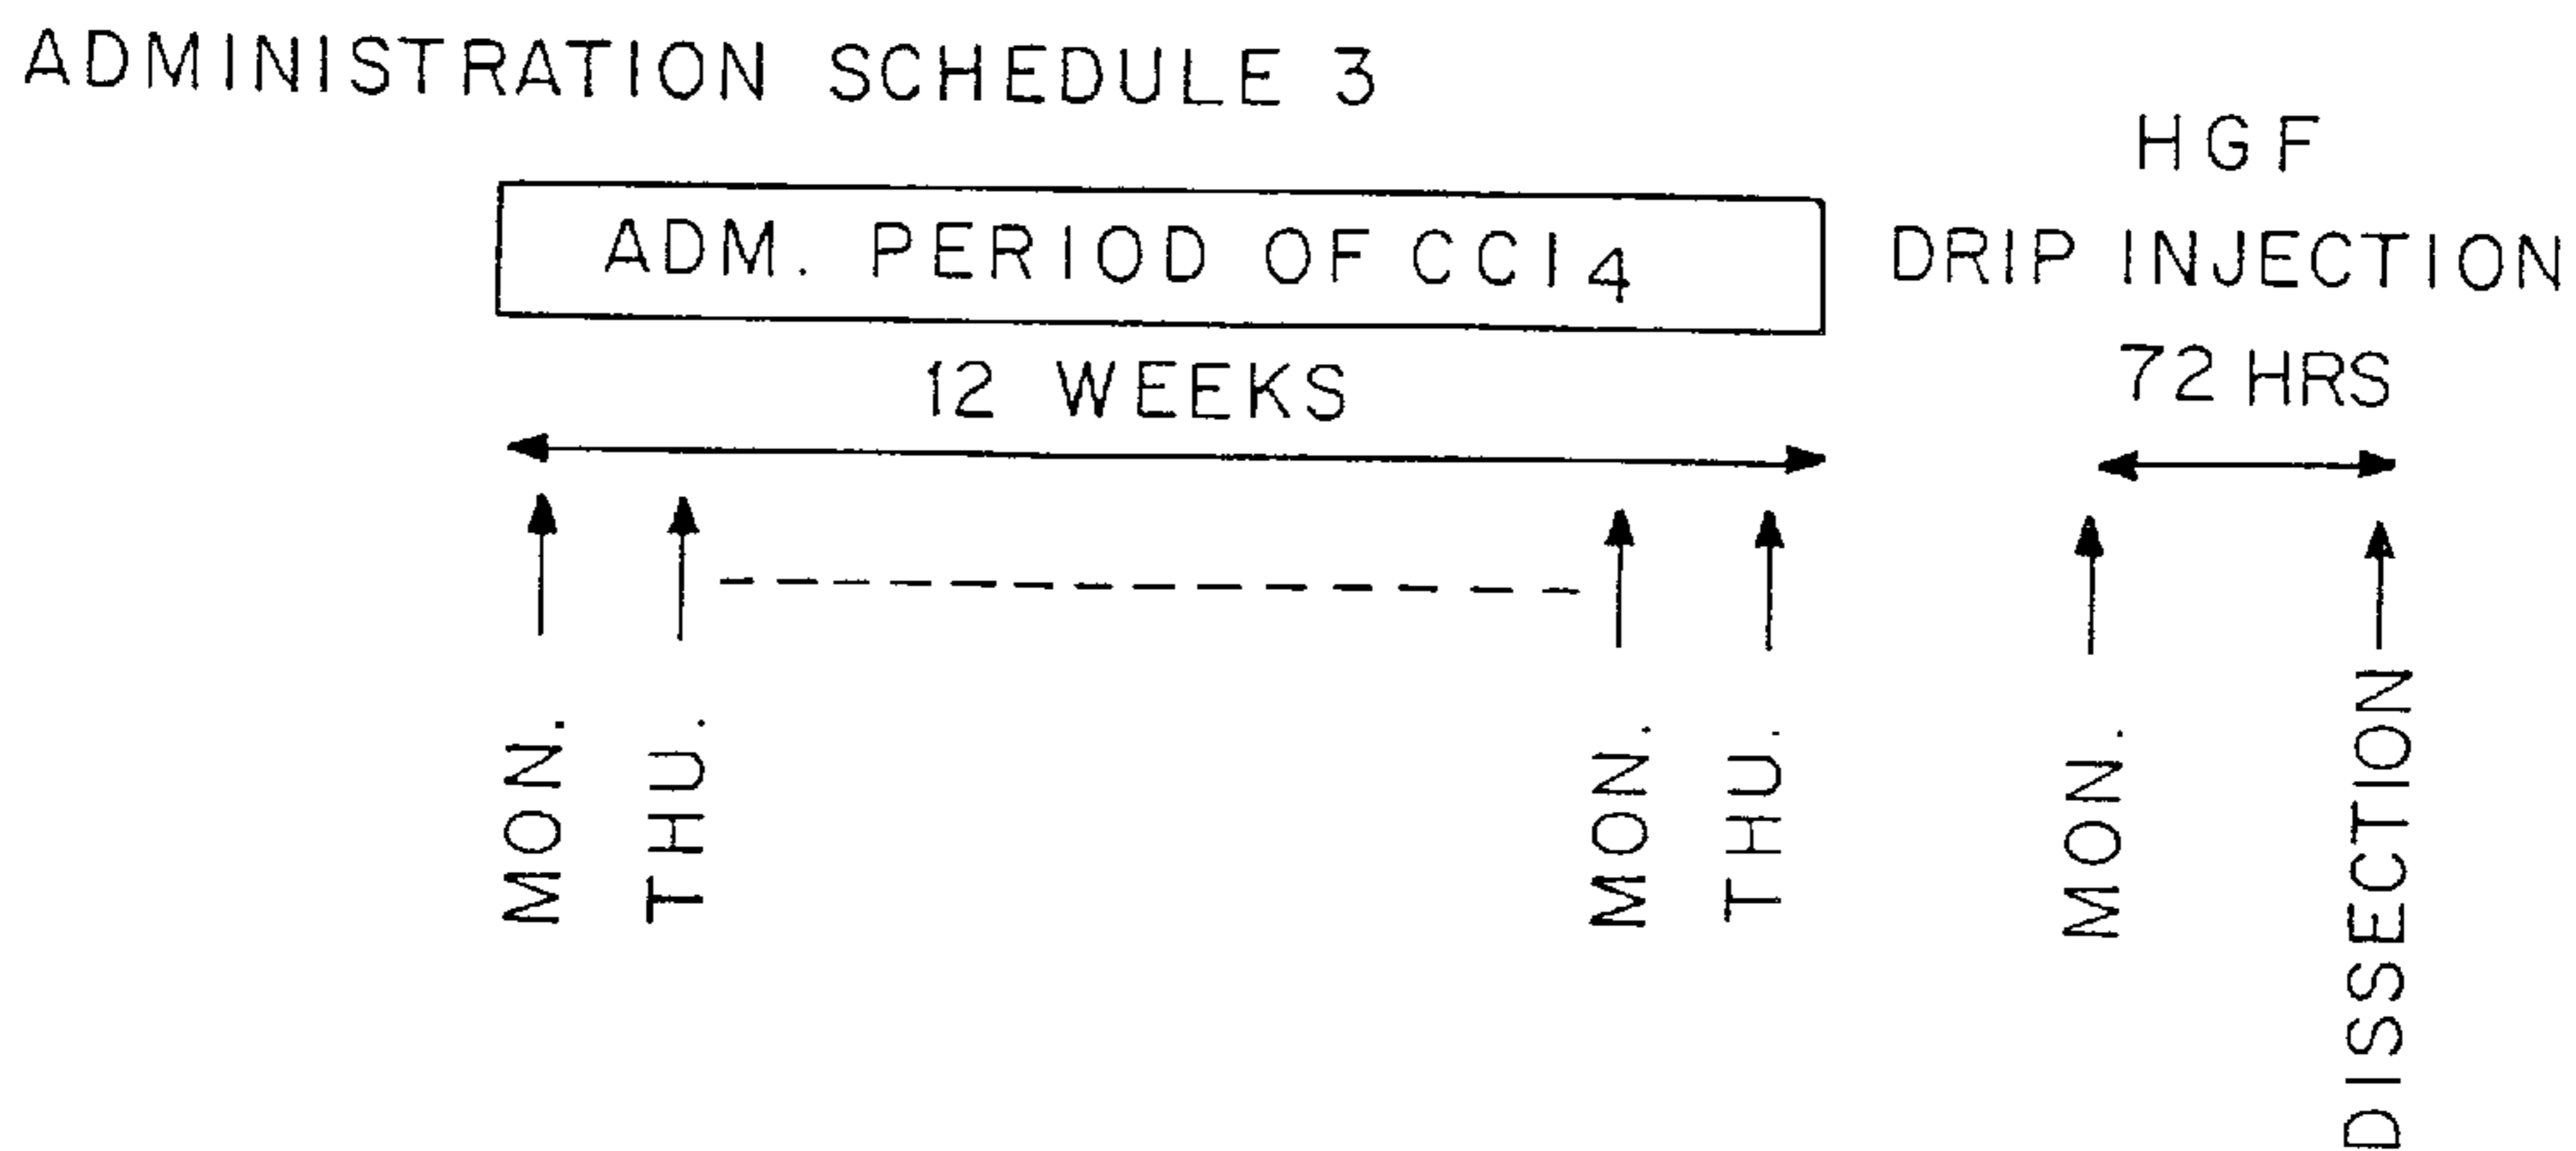 ADMINISTRATION SCHEDULE 3
HGF
DRIP INJECTION
72 HRS
ADM. PERIOD OF CCl4
12 WEEKS
MON.
THU.
MON.
THU.
MON.
DISSECTION